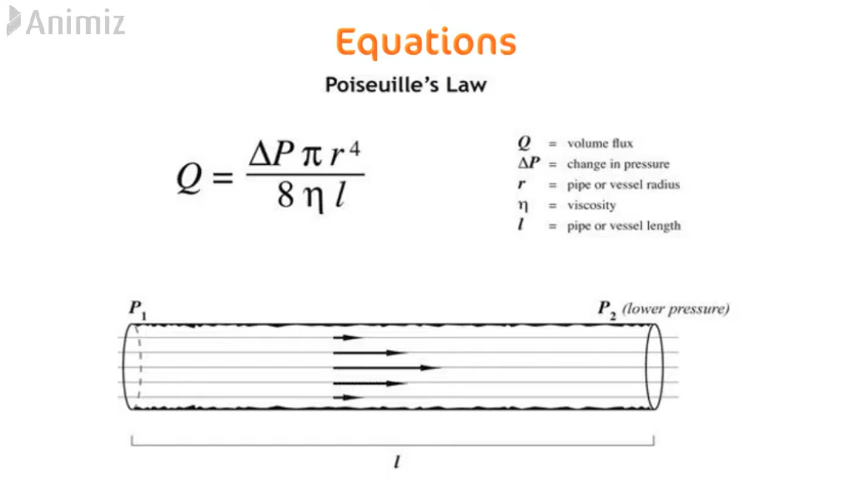 Animiz
Equations
Poiseuille's Law
Q = ΔP π r⁴ / 8 η l
Q = volume flux
ΔP = change in pressure
r = pipe or vessel radius
η = viscosity
l = pipe or vessel length
P₁
P₂ (lower pressure)
l